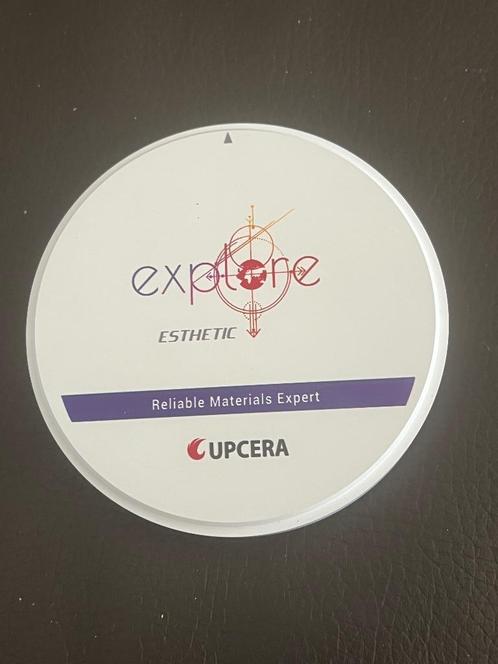 explore
ESTHETIC
Reliable Materials Expert
UPCERA